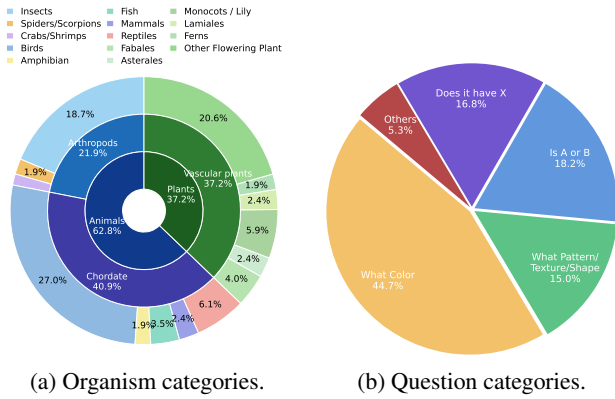 Insects
Spiders/Scorpions
Crabs/Shrimps
Birds
Amphibian
Fish
Mammals
Reptiles
Fabales
Asterales
Monocots / Lily
Lamiales
Ferns
Other Flowering Plant
18.7%
20.6%
Arthropods
21.9%
Vascular plants
37.2%
1.9%
Plants
37.2%
1.9%
2.4%
Animals
62.8%
5.9%
2.4%
Chordate
40.9%
4.0%
27.0%
6.1%
2.4%
3.5%
1.9%
(a) Organism categories.
Does it have X
16.8%
Others
5.3%
Is A or B
18.2%
What Pattern/
Texture/Shape
15.0%
What Color
44.7%
(b) Question categories.